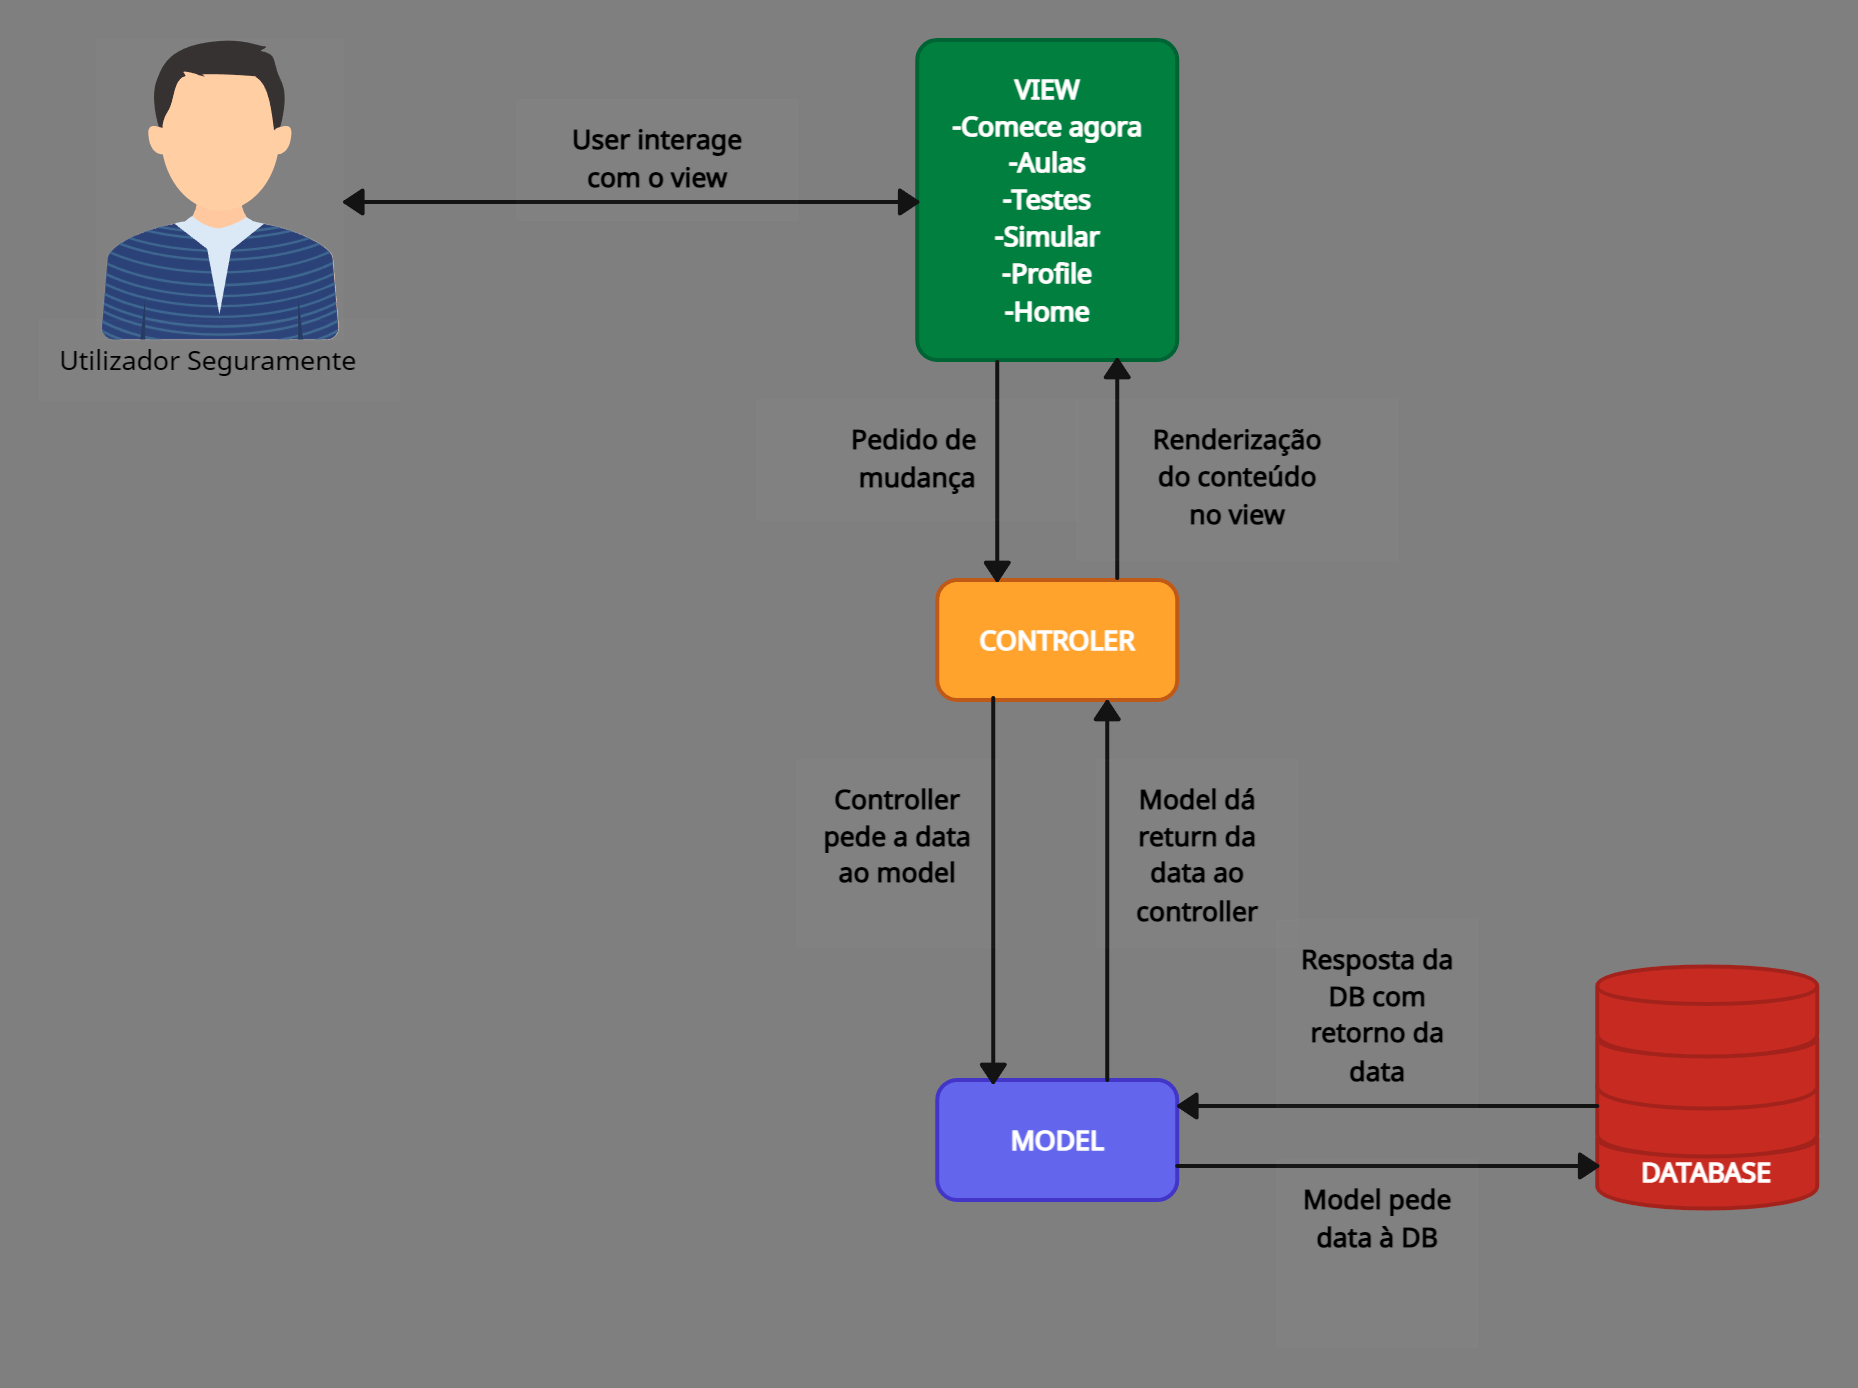 User interage
com o view
VIEW
-Comece agora
-Aulas
-Testes
-Simular
-Profile
-Home
Utilizador Seguramente
Pedido de
mudança
Renderização
do conteúdo
no view
CONTROLER
Controller
pede a data
ao model
Model dá
return da
data ao
controller
Resposta da
DB com
retorno da
data
MODEL
DATABASE
Model pede
data à DB